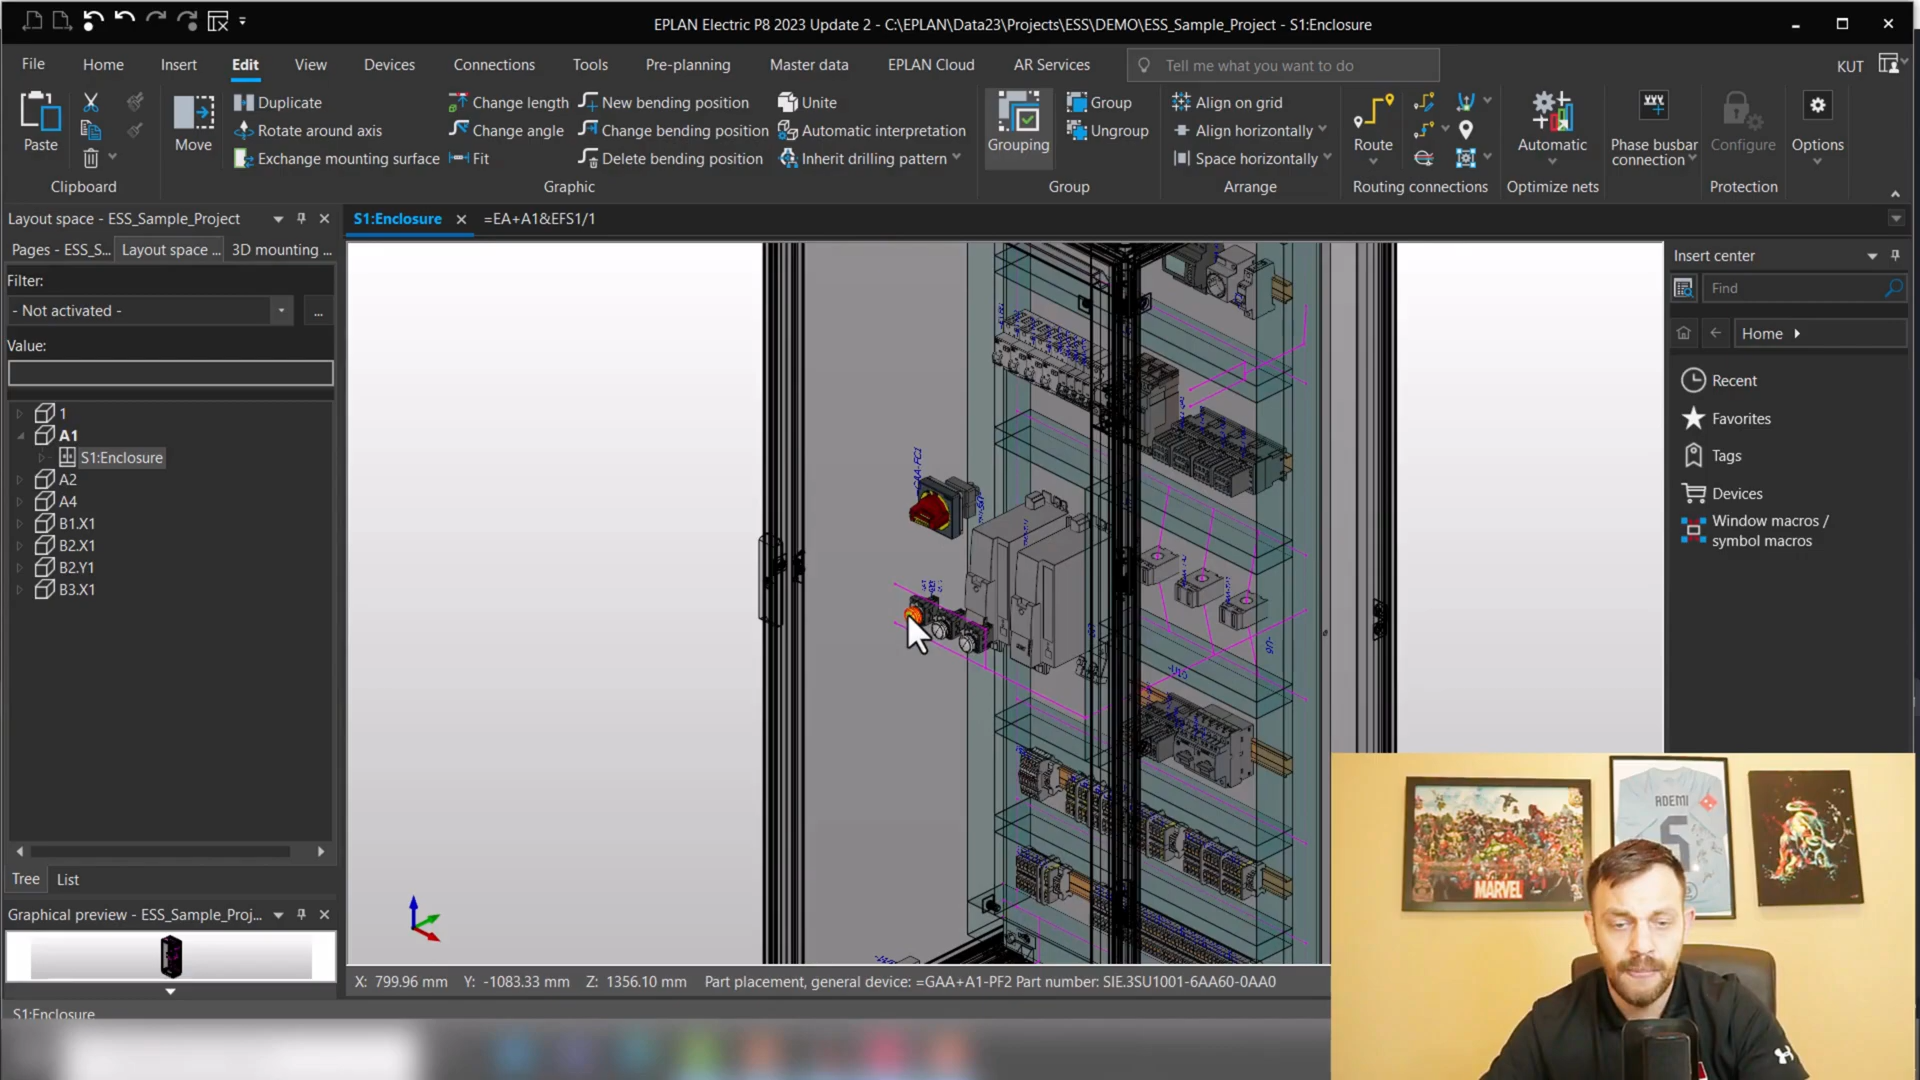 EPLAN Electric P8 2023 Update 2 - C:\EPLAN\Data23\Projects\ESS\DEMO\ESS_Sample_Project - S1:Enclosure
File Home Insert Edit View Devices Connections Tools Pre-planning Master data EPLAN Cloud AR Services Tell me what you want to do KUT
Duplicate Change length New bending position Unite Group Align on grid
Rotate around axis Change angle Change bending position Automatic interpretation Ungroup Align horizontally
Paste Move Grouping Route Automatic Phase busbar connection Configure Options
Exchange mounting surface Fit Delete bending position Inherit drilling pattern Space horizontally
Clipboard Graphic Group Arrange Routing connections Optimize nets Protection
Layout space - ESS_Sample_Project
S1:Enclosure =EA+A1&EFS1/1
Pages - ESS_S... Layout space ... 3D mounting ...
Filter:
- Not activated -
...
Value:
1
A1
S1:Enclosure
A2
A4
B1.X1
B2.X1
B2.Y1
B3.X1
Tree List
Graphical preview - ESS_Sample_Proj...
S1:Enclosure
X: 799.96 mm Y: -1083.33 mm Z: 1356.10 mm Part placement, general device: =GAA+A1-PF2 Part number: SIE.3SU1001-6AA60-0AA0
Insert center
Find
Home
Recent
Favorites
Tags
Devices
Window macros /
symbol macros
-U10
MARVEL
ADEMI
5